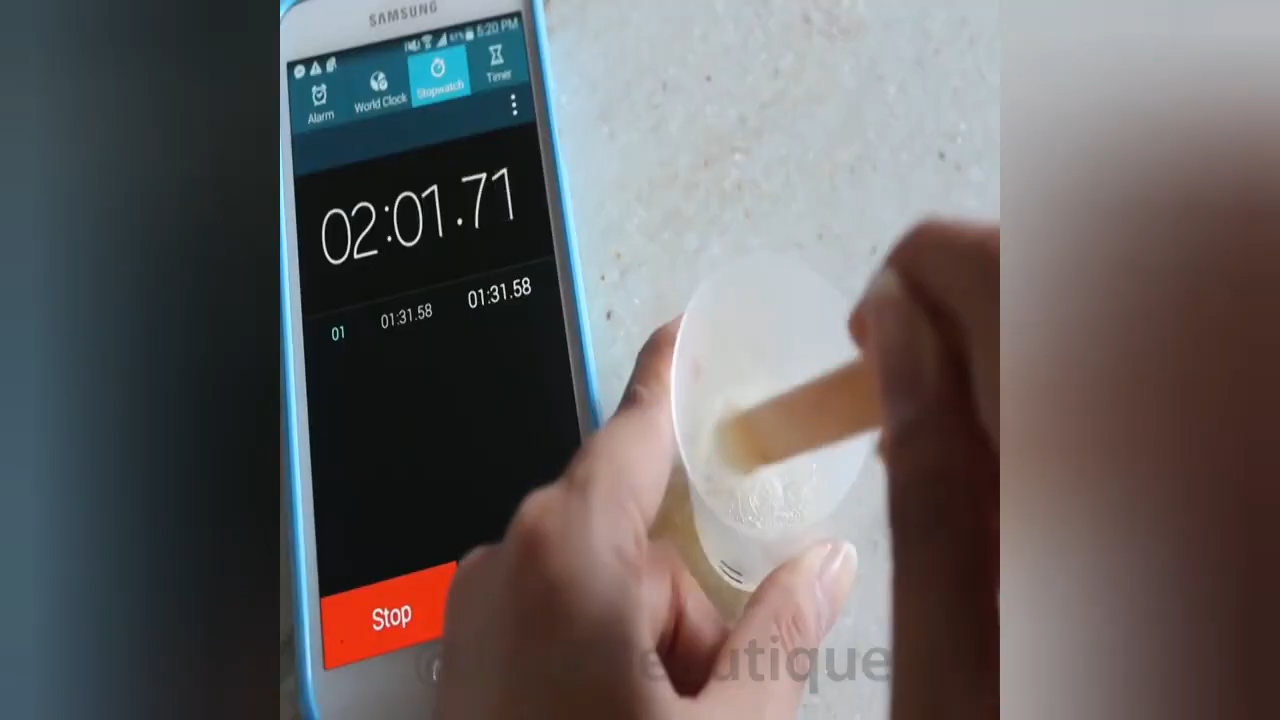 SAMSUNG
5:20 PM
Alarm
World Clock
Stopwatch
Timer
02:01.71
01 01:31.58 01:31.58
Stop